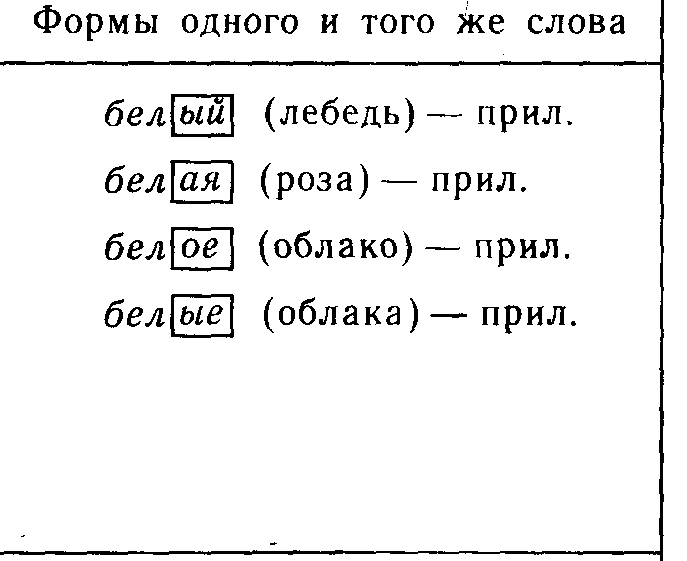 Формы одного и того же слова
белый (лебедь) — прил.
белая (роза) — прил.
белое (облако) — прил.
белые (облака) — прил.